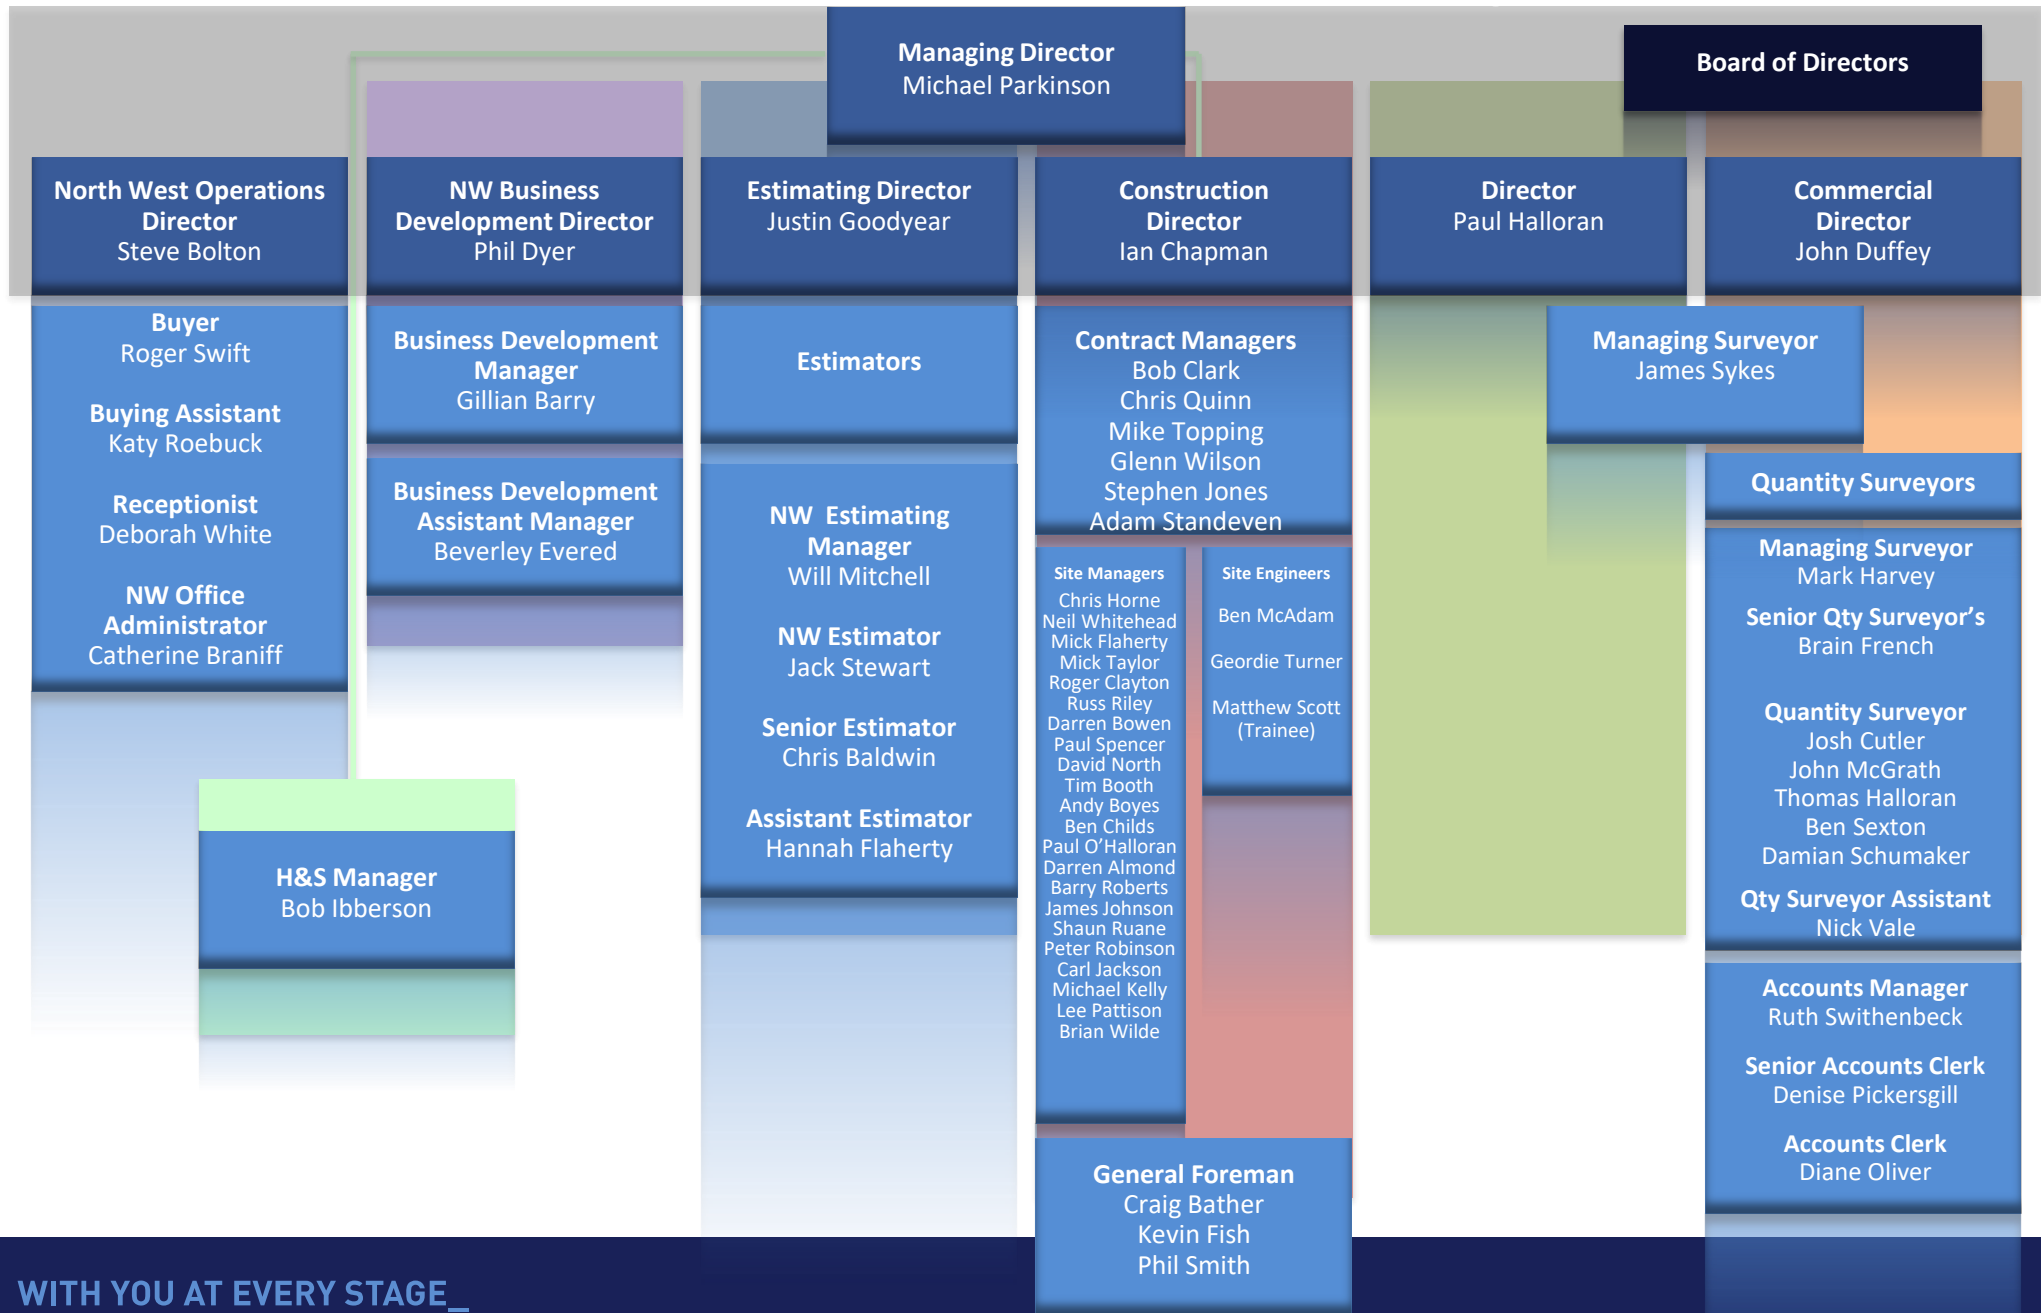 Managing Director
Michael Parkinson
Board of Directors
North West Operations
Director
Steve Bolton
NW Business
Development Director
Phil Dyer
Estimating Director
Justin Goodyear
Construction
Director
Ian Chapman
Director
Paul Halloran
Commercial
Director
John Duffey
Buyer
Roger Swift
Buying Assistant
Katy Roebuck
Receptionist
Deborah White
NW Office
Administrator
Catherine Braniff
Business Development
Manager
Gillian Barry
Business Development
Assistant Manager
Beverley Evered
H&S Manager
Bob Ibberson
Estimators
NW  Estimating
Manager
Will Mitchell
NW Estimator
Jack Stewart
Senior Estimator
Chris Baldwin
Assistant Estimator
Hannah Flaherty
Contract Managers
Bob Clark
Chris Quinn
Mike Topping
Glenn Wilson
Stephen Jones
Adam Standeven
Site Managers
Chris Horne
Neil Whitehead
Mick Flaherty
Mick Taylor
Roger Clayton
Russ Riley
Darren Bowen
Paul Spencer
David North
Tim Booth
Andy Boyes
Ben Childs
Paul O’Halloran
Darren Almond
Barry Roberts
James Johnson
Shaun Ruane
Peter Robinson
Carl Jackson
Michael Kelly
Lee Pattison
Brian Wilde
Site Engineers
Ben McAdam
Geordie Turner
Matthew Scott
(Trainee)
General Foreman
Craig Bather
Kevin Fish
Phil Smith
Managing Surveyor
James Sykes
Quantity Surveyors
Managing Surveyor
Mark Harvey
Senior Qty Surveyor’s
Brain French
Quantity Surveyor
Josh Cutler
John McGrath
Thomas Halloran
Ben Sexton
Damian Schumaker
Qty Surveyor Assistant
Nick Vale
Accounts Manager
Ruth Swithenbeck
Senior Accounts Clerk
Denise Pickersgill
Accounts Clerk
Diane Oliver
WITH YOU AT EVERY STAGE_